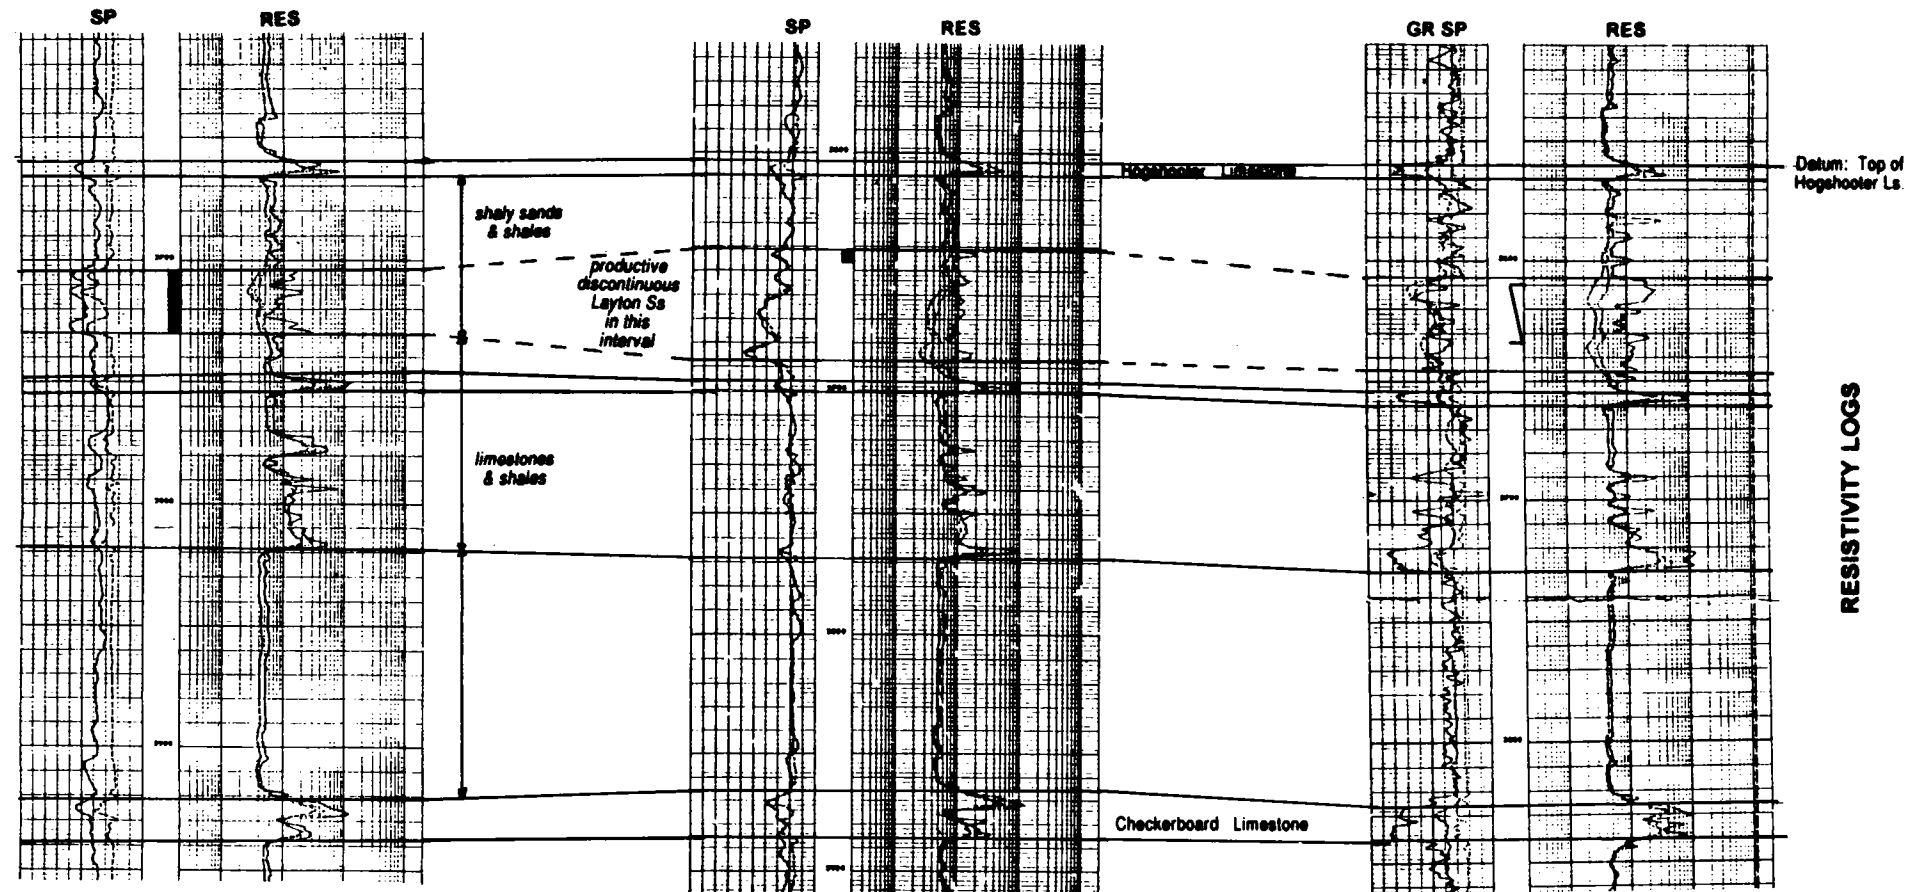 SP
RES
SP
RES
GR SP
RES
Hogshooter Limestone
Datum: Top of
Hogshooter Ls.
shaly sands
& shales
productive
discontinuous
Layton Ss
in this
interval
limestones
& shales
RESISTIVITY LOGS
Checkerboard Limestone